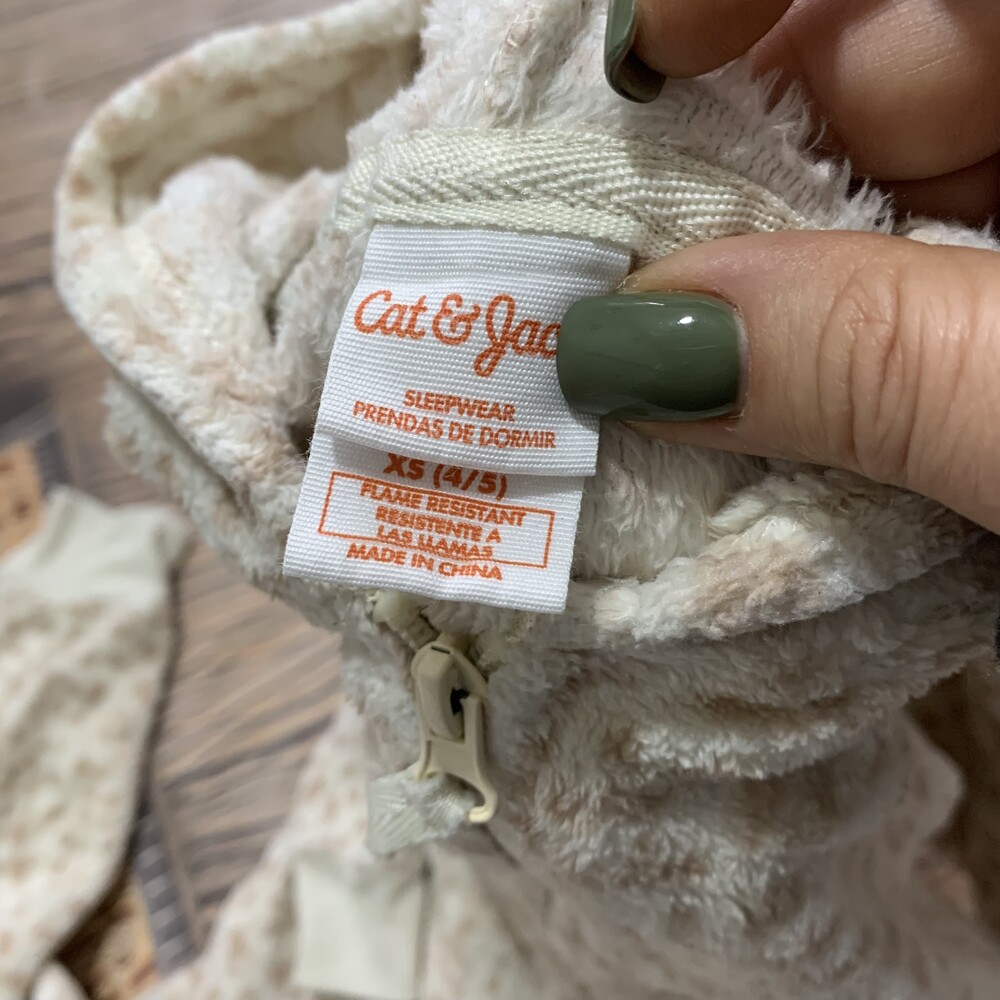 Cat & Jac
SLEEPWEAR
PRENDAS DE DORMIR
XS (4/5)
FLAME RESISTANT
RESISTENTE A
LAS LLAMAS
MADE IN CHINA